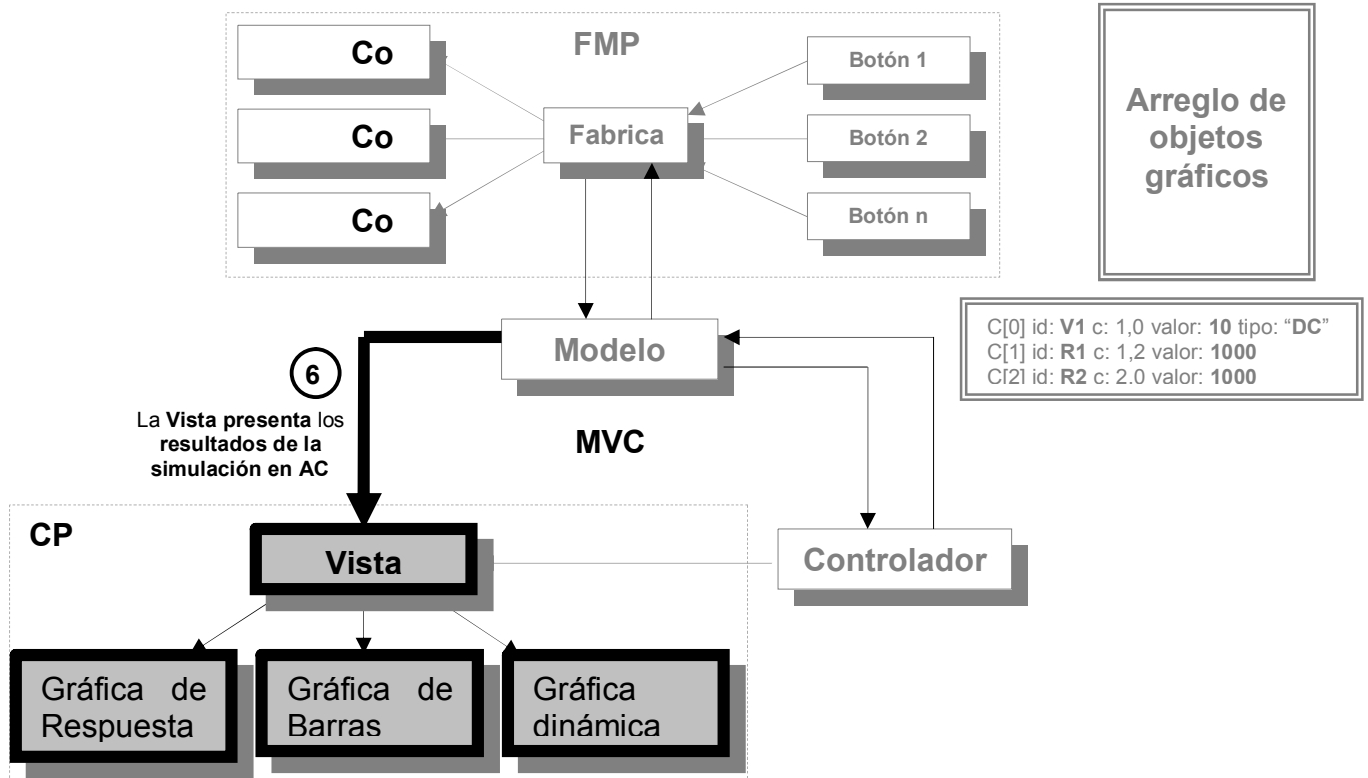 FMP
Co
Co
Co
Fabrica
Botón 1
Botón 2
Botón n
Arreglo de
objetos
gráficos
C[0] id: V1 c: 1,0 valor: 10 tipo: “DC”
C[1] id: R1 c: 1,2 valor: 1000
C[2] id: R2 c: 2.0 valor: 1000
Modelo
6
La Vista presenta los
resultados de la
simulación en AC
MVC
CP
Vista
Controlador
Gráfica de
Respuesta
Gráfica de
Barras
Gráfica
dinámica